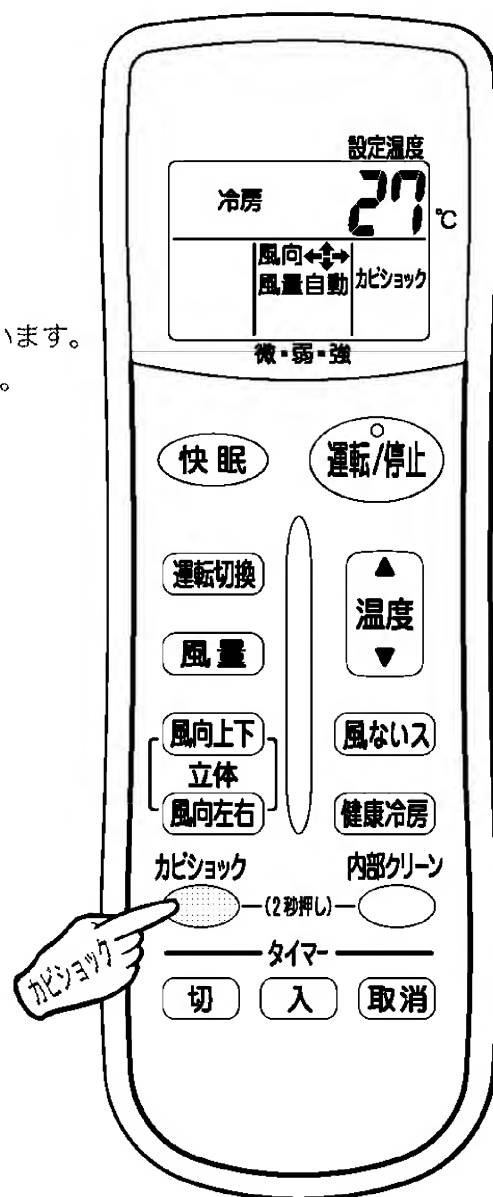 設定温度
冷房 27 ℃
風向
風量自動 カビショック
います。
。
微・弱・強
快眠 運転/停止
運転切換 ▲
温度
▼
風量
風向上下 風ないス
立体
風向左右 健康冷房
カビショック 内部クリーン
(2秒押し)
カビショック
タイマー
切 入 取消